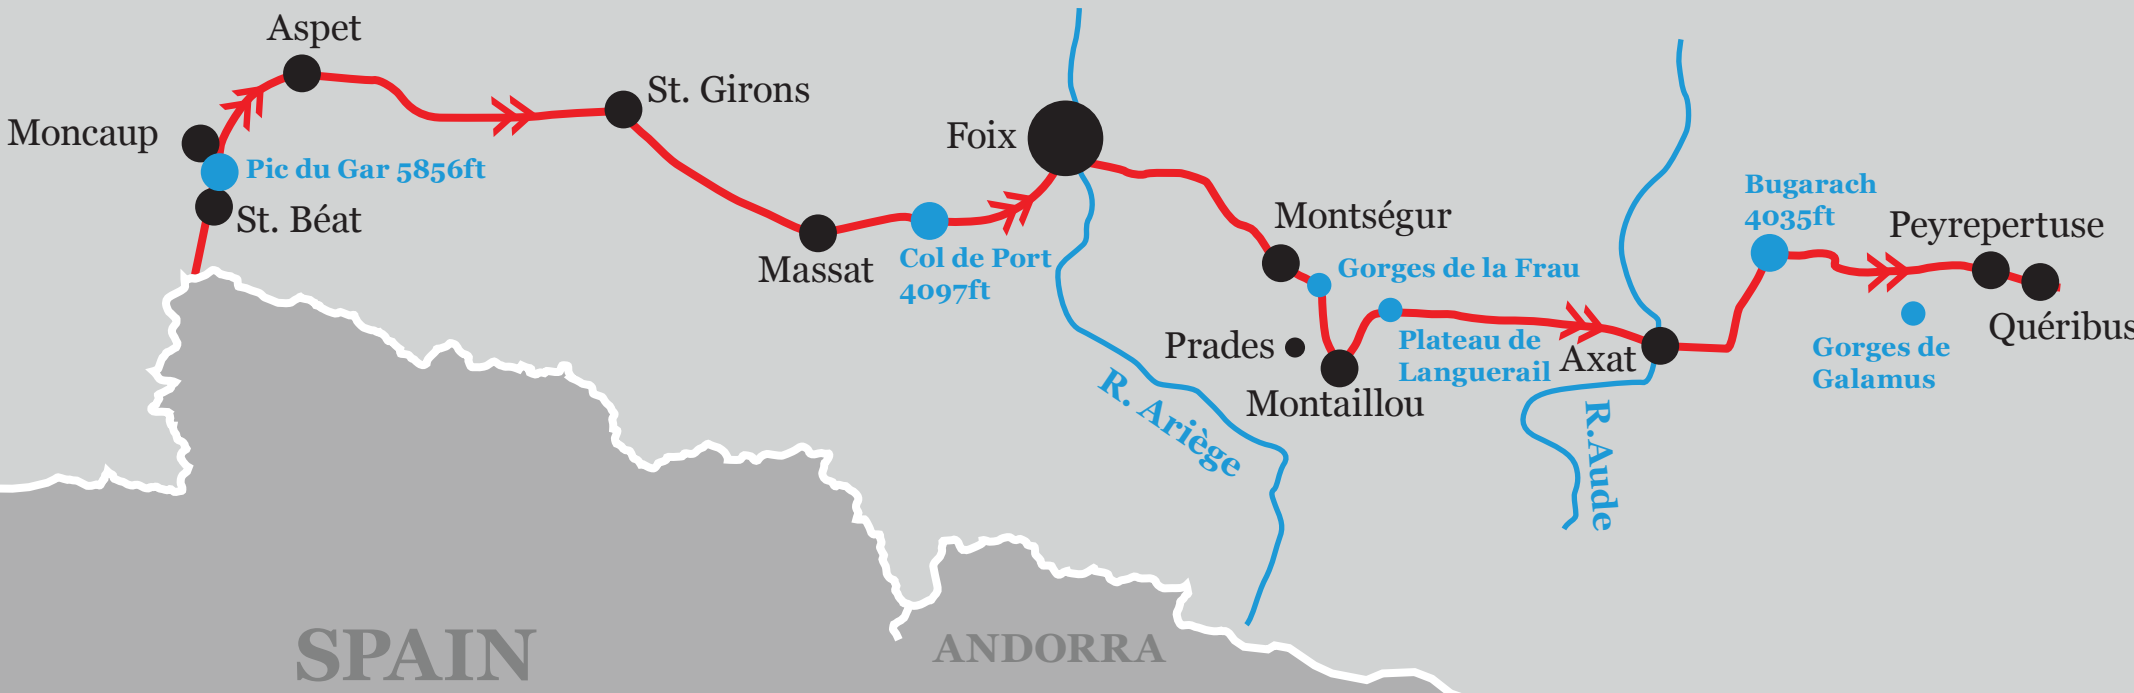 Aspet
St. Girons
Moncaup
Foix
Pic du Gar 5856ft
St. Béat
Massat
Col de Port
4097ft
Montségur
Gorges de la Frau
Prades
Montaillou
Plateau de
Languerail
Axat
Bugarach
4035ft
Peyrepertuse
Quéribus
Gorges de
Galamus
R. Ariège
R.Aude
SPAIN
ANDORRA